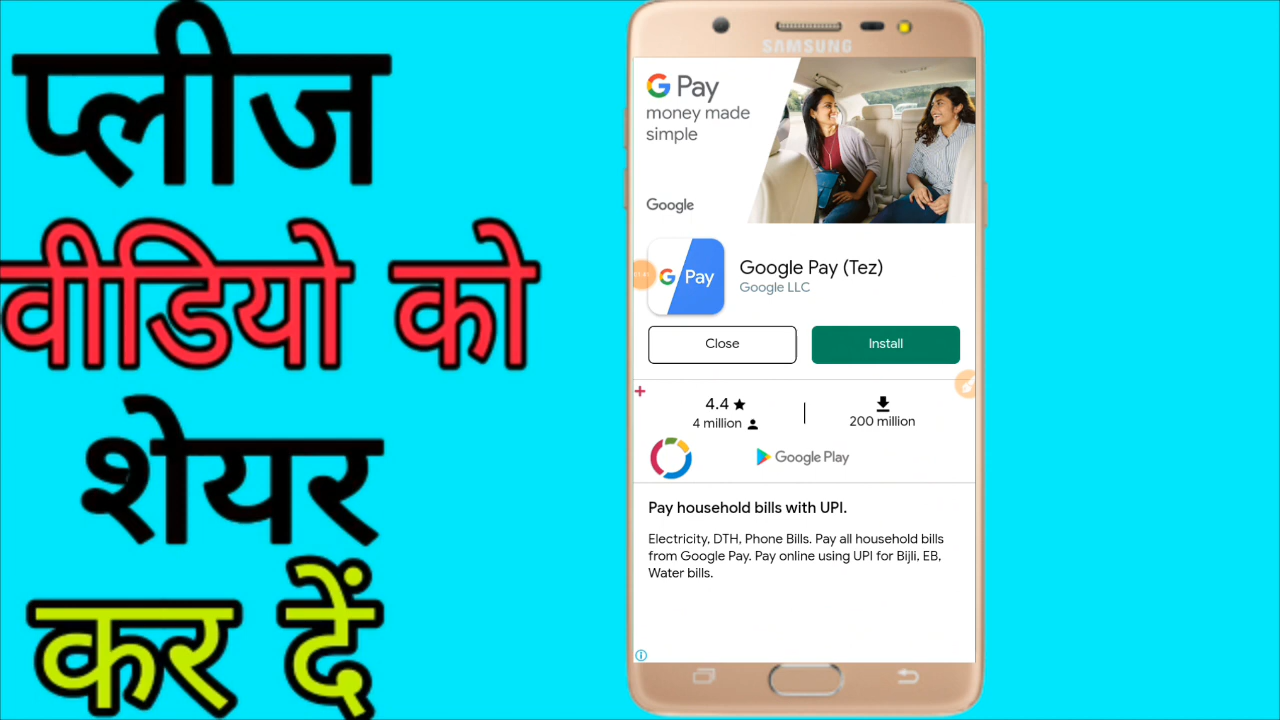 प्लीज
वीडियो को
शेयर
कर दें
SAMSUNG
G Pay
money made
simple
Google
G Pay
Google Pay (Tez)
Google LLC
Close
Install
4.4
4 million
200 million
Google Play
Pay household bills with UPI.
Electricity, DTH, Phone Bills. Pay all household bills
from Google Pay. Pay online using UPI for Bijli, EB,
Water bills.